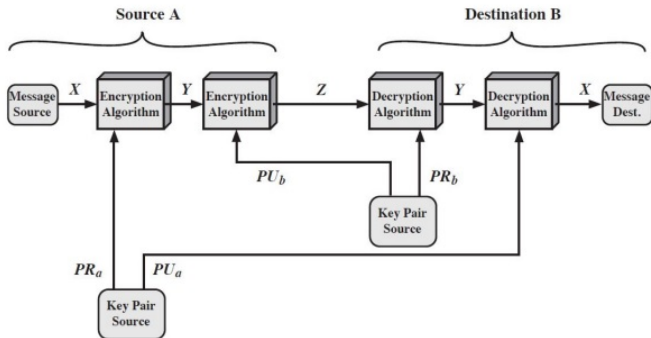 Source A
Destination B
Message
Source
X
Encryption
Algorithm
Y
Encryption
Algorithm
Z
Decryption
Algorithm
Y
Decryption
Algorithm
X
Message
Dest.
PUb
PRb
Key Pair
Source
PRa
PUa
Key Pair
Source